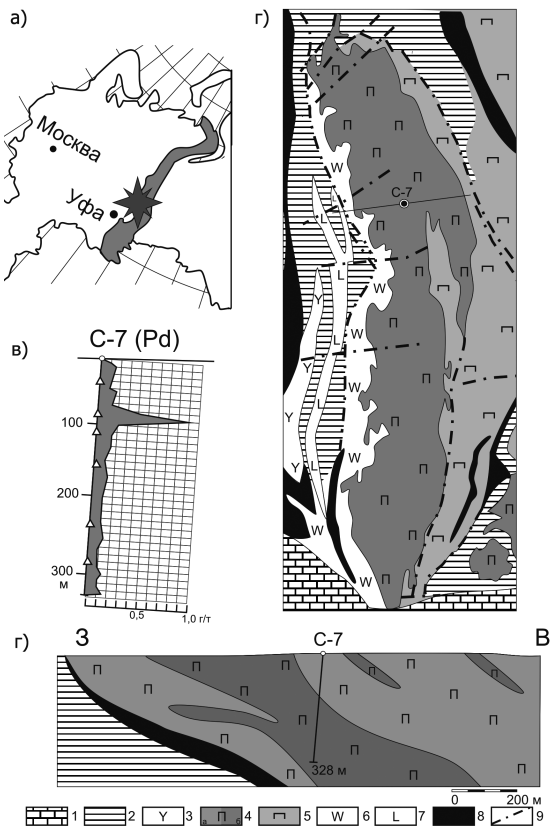 а)
Москва
Уфа
в)
С-7 (Pd)
100
200
300
м
0,5
1,0 г/т
г)
П П П П П П П П П П П П П П П П П
W W W W W W W
L L L L L
Y Y Y
С-7
г)
З
С-7
В
П П П П П П П П П П П П П
328 м
0 200 м
1
2
Y 3
П а б 4
5
W 6
L 7
8
9